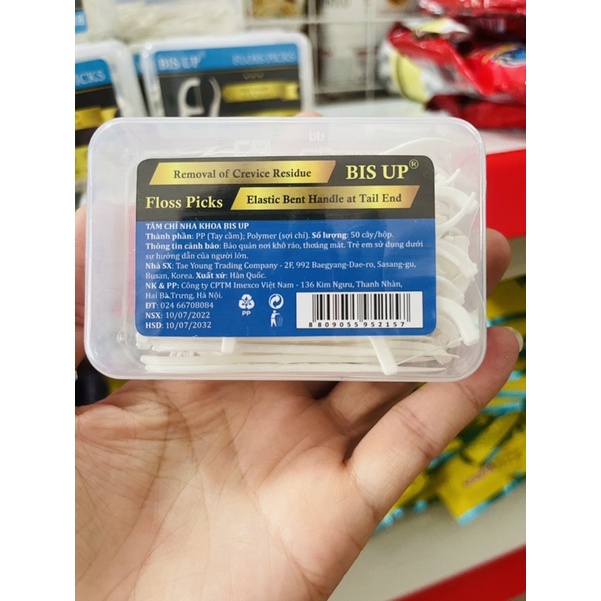 BIS UP®
FLOSS PICKS
Removal of Crevice Residue
BIS UP®
Floss Picks
Elastic Bent Handle at Tail End
TĂM CHỈ NHA KHOA BIS UP
Thành phần: PP (Tay cầm); Polymer (sợi chỉ). Số lượng: 50 cây/hộp.
Thông tin cảnh báo: Bảo quản nơi khô ráo, thoáng mát. Trẻ em sử dụng dưới
sự hướng dẫn của người lớn.
Nhà SX: Tae Young Trading Company - 2F, 992 Baegyang-Dae-ro, Sasang-gu,
Busan, Korea. Xuất xứ: Hàn Quốc.
NK & PP: Công ty CPTM Imexco Việt Nam - 136 Kim Ngưu, Thanh Nhàn,
Hai Bà Trưng, Hà Nội.
ĐT: 024 66708084
NSX: 10/07/2022
HSD: 10/07/2032
PP
8809055952157